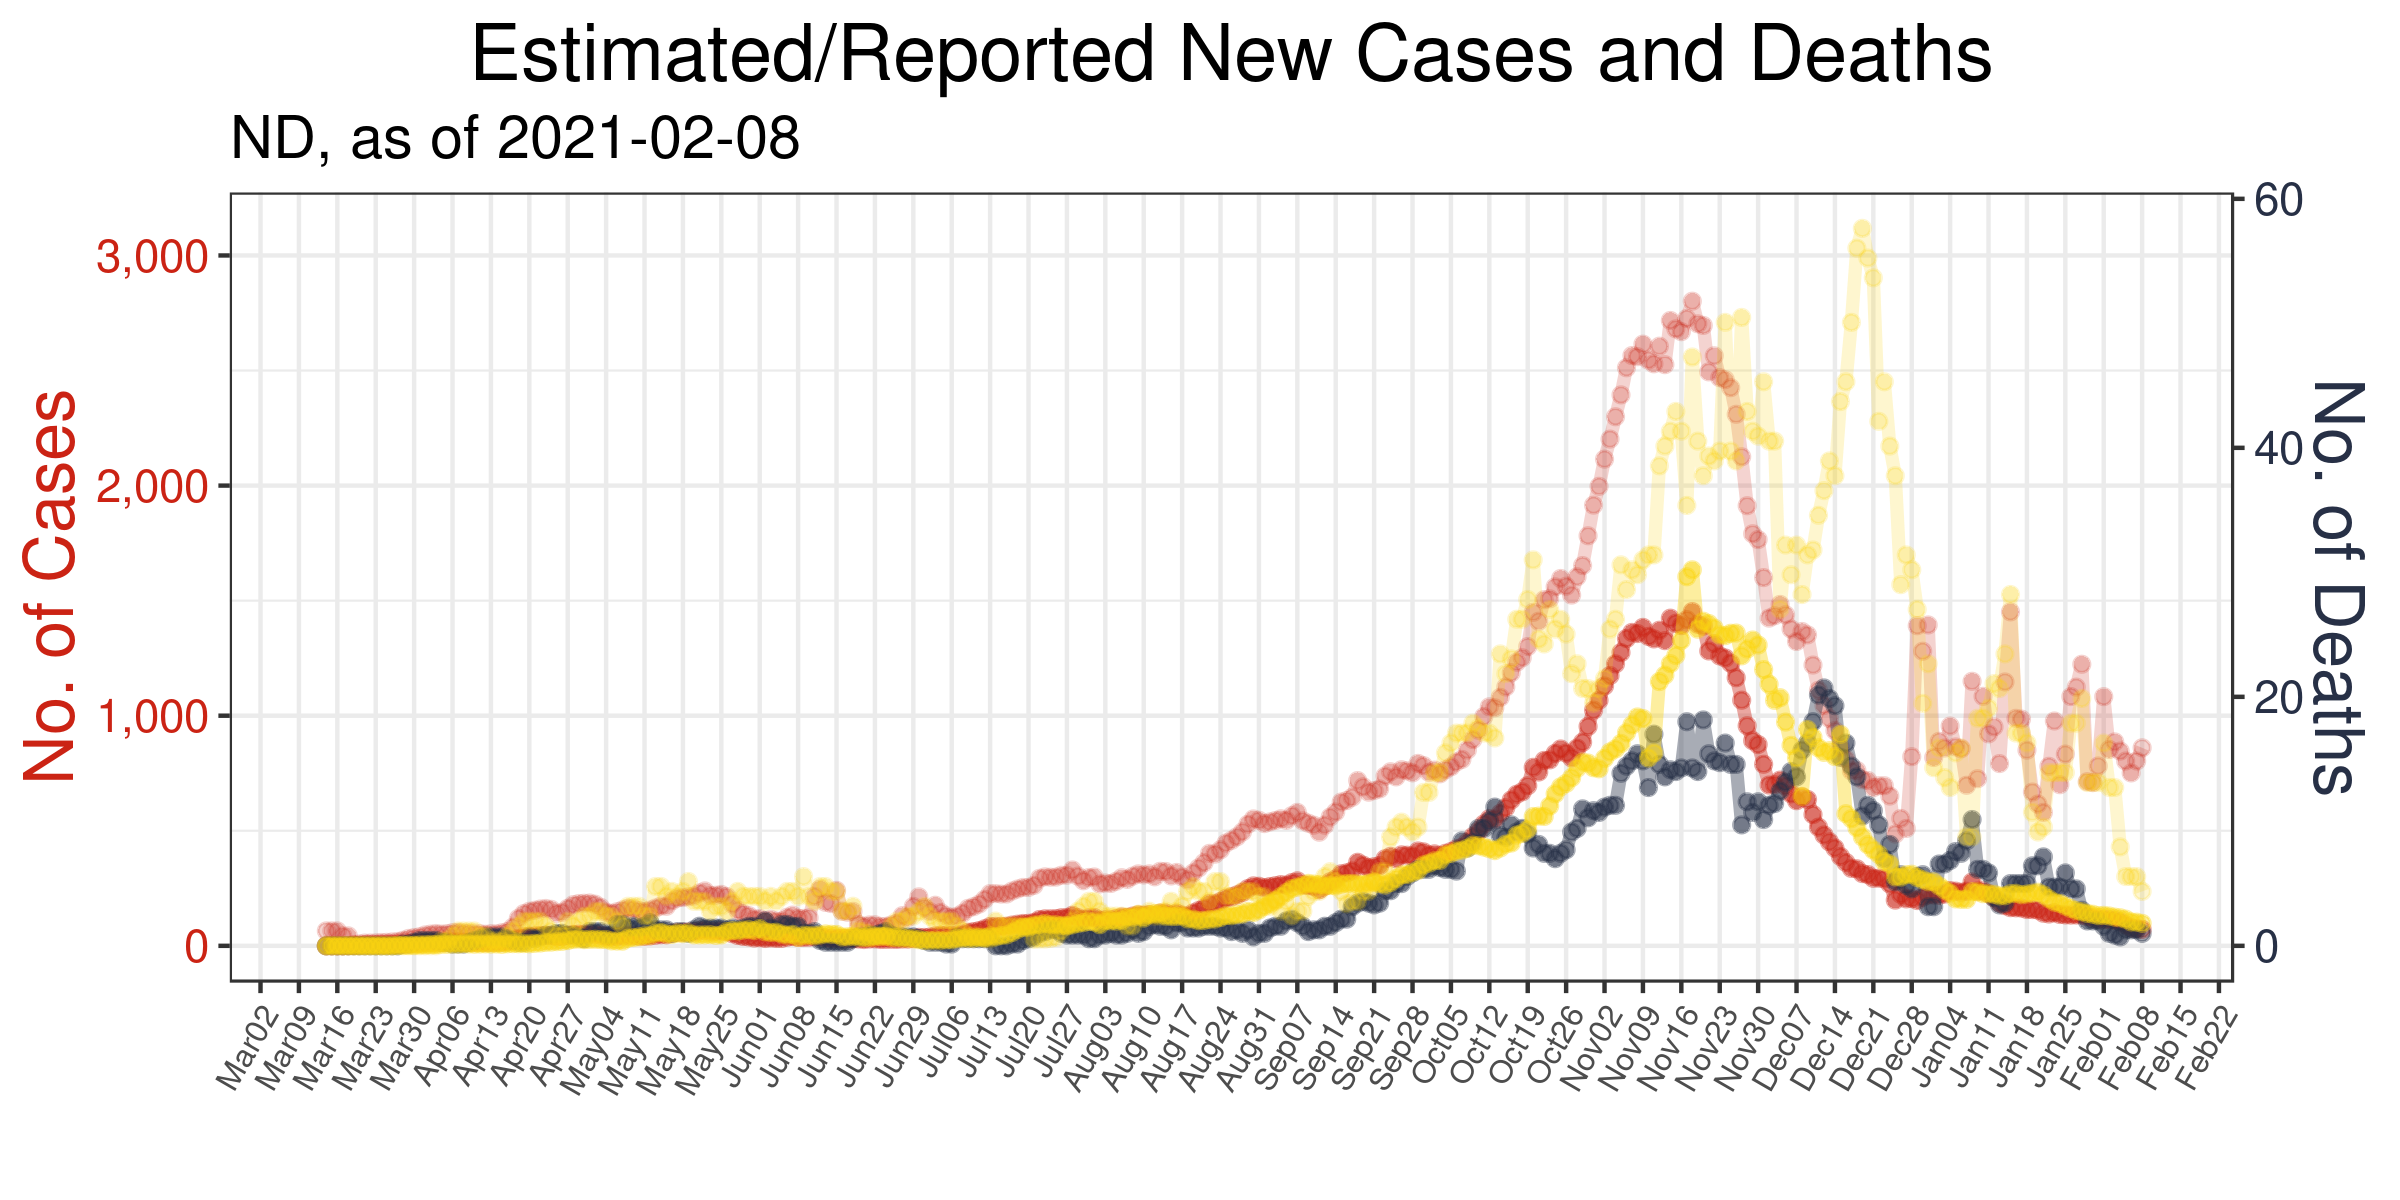 Estimated/Reported New Cases and Deaths
ND, as of 2021-02-08
No. of Cases
3,000
2,000
1,000
0
60
40
20
0
No. of Deaths
Mar02
Mar09
Mar16
Mar23
Mar30
Apr06
Apr13
Apr20
Apr27
May04
May11
May18
May25
Jun01
Jun08
Jun15
Jun22
Jun29
Jul06
Jul13
Jul20
Jul27
Aug03
Aug10
Aug17
Aug24
Aug31
Sep07
Sep14
Sep21
Sep28
Oct05
Oct12
Oct19
Oct26
Nov02
Nov09
Nov16
Nov23
Nov30
Dec07
Dec14
Dec21
Dec28
Jan04
Jan11
Jan18
Jan25
Feb01
Feb08
Feb15
Feb22